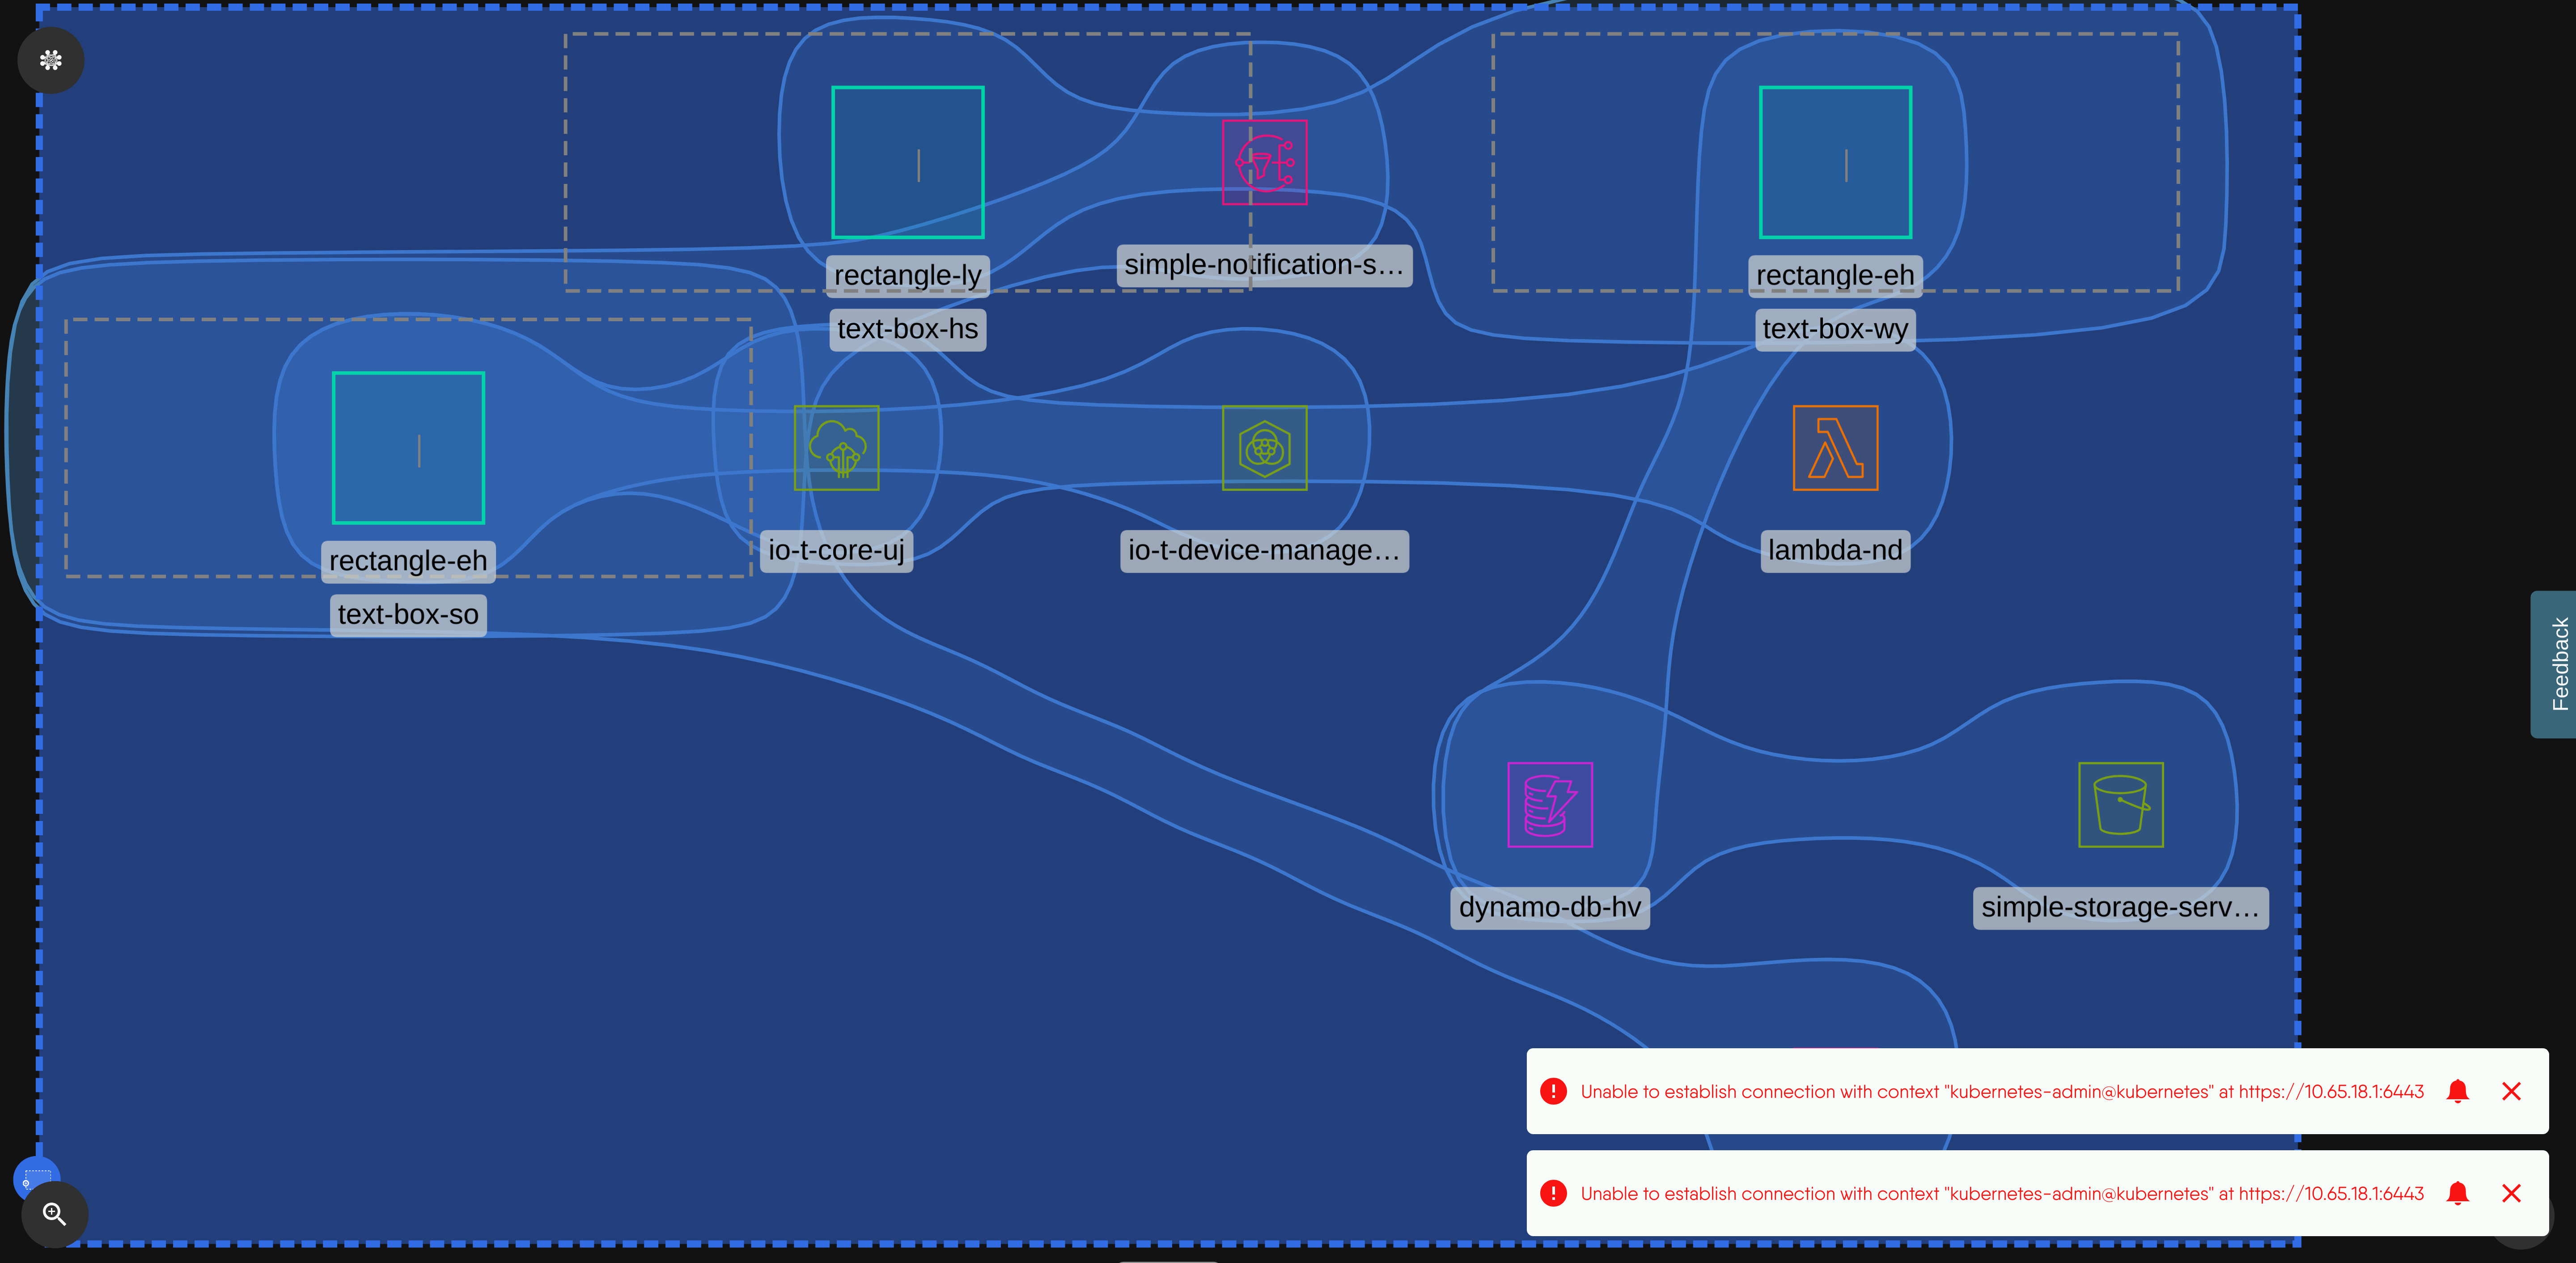 rectangle-ly
simple-notification-s…
rectangle-eh
text-box-hs
text-box-wy
rectangle-eh
io-t-core-uj
io-t-device-manage…
lambda-nd
text-box-so
Feedback
dynamo-db-hv
simple-storage-serv…
Unable to establish connection with context "kubernetes-admin@kubernetes" at https://10.65.18.1:6443
Unable to establish connection with context "kubernetes-admin@kubernetes" at https://10.65.18.1:6443